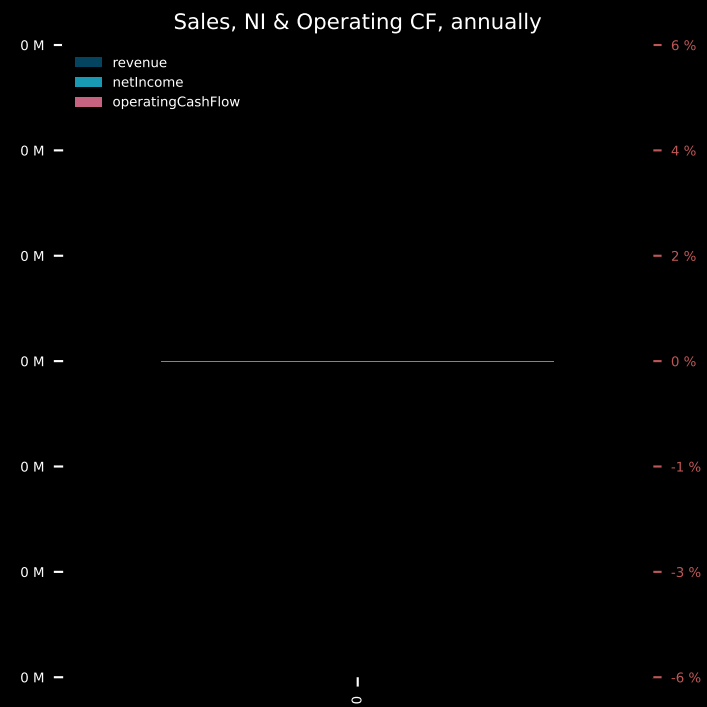 Sales, NI & Operating CF, annually
0 M
6 %
revenue
netIncome
operatingCashFlow
0 M
4 %
0 M
2 %
0 M
0 %
0 M
-1 %
0 M
-3 %
0 M
-6 %
0